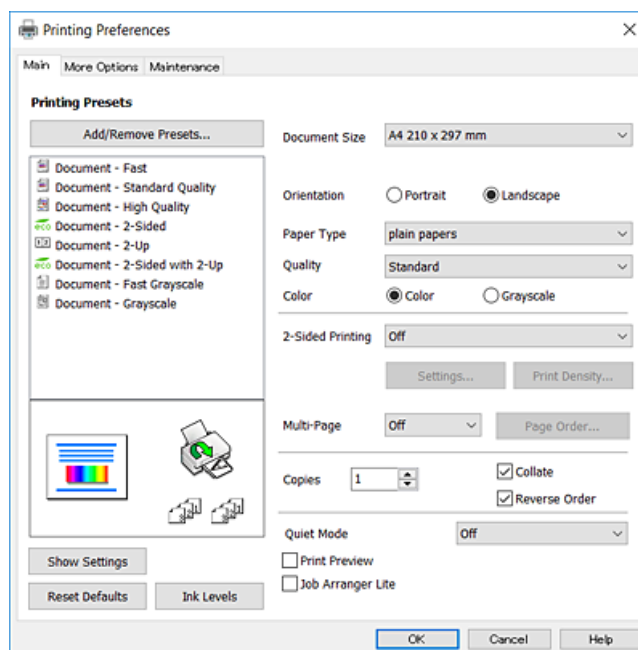 Printing Preferences
Main More Options Maintenance
Printing Presets
Add/Remove Presets...
Document - Fast
Document - Standard Quality
Document - High Quality
eco Document - 2-Sided
Document - 2-Up
eco Document - 2-Sided with 2-Up
Document - Fast Grayscale
Document - Grayscale
Show Settings
Reset Defaults Ink Levels
Document Size A4 210 x 297 mm
Orientation Portrait Landscape
Paper Type plain papers
Quality Standard
Color Color Grayscale
2-Sided Printing Off
Settings... Print Density...
Multi-Page Off Page Order...
Copies 1 Collate
Reverse Order
Quiet Mode Off
Print Preview
Job Arranger Lite
OK Cancel Help